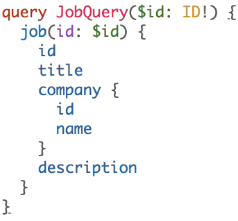 query JobQuery($id: ID!) {
  job(id: $id) {
    id
    title
    company {
      id
      name
    }
    description
  }
}